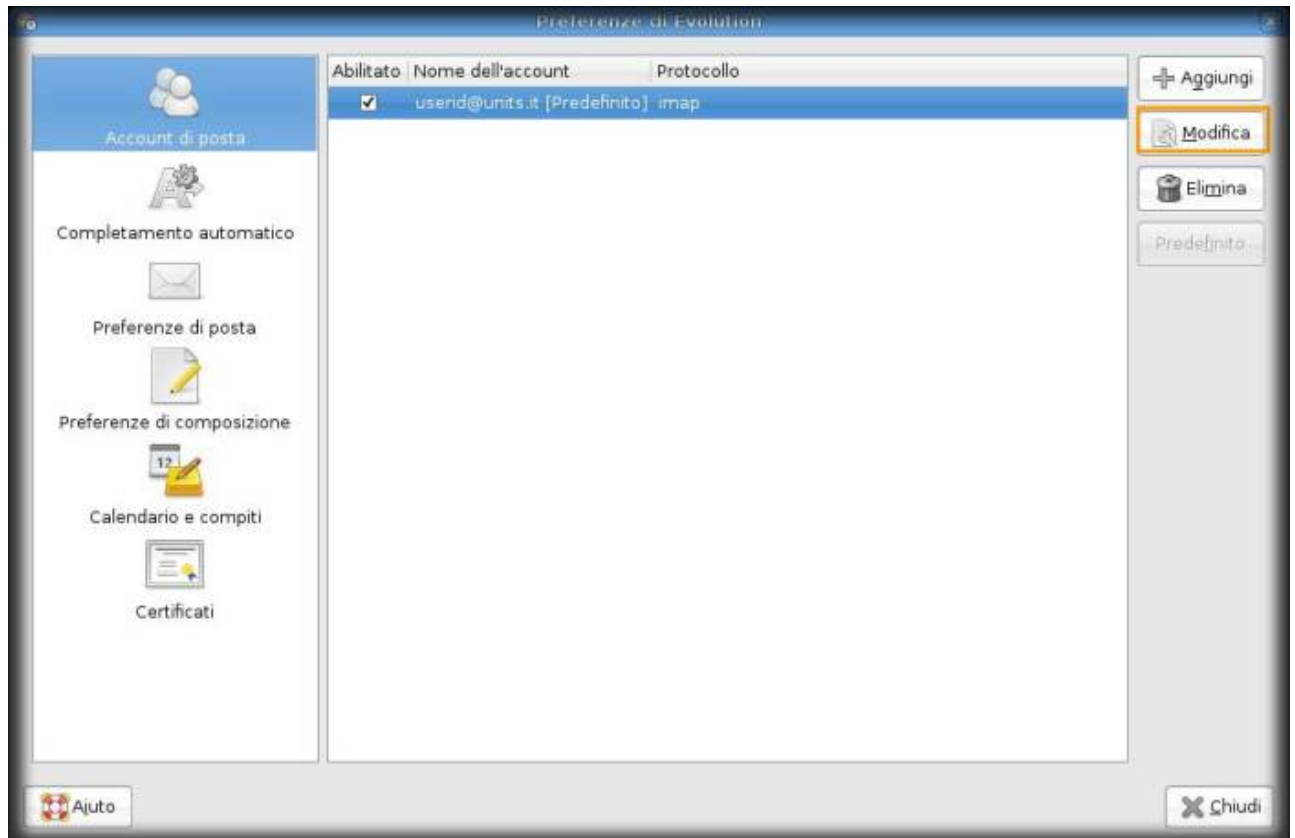 Preferenze di Evolution
Account di posta
Completamento automatico
Preferenze di posta
Preferenze di composizione
12
Calendario e compiti
Certificati
Abilitato Nome dell'account Protocollo
userid@units.it [Predefinito] imap
Aggiungi
Modifica
Elimina
Predefinito
Aiuto
Chiudi